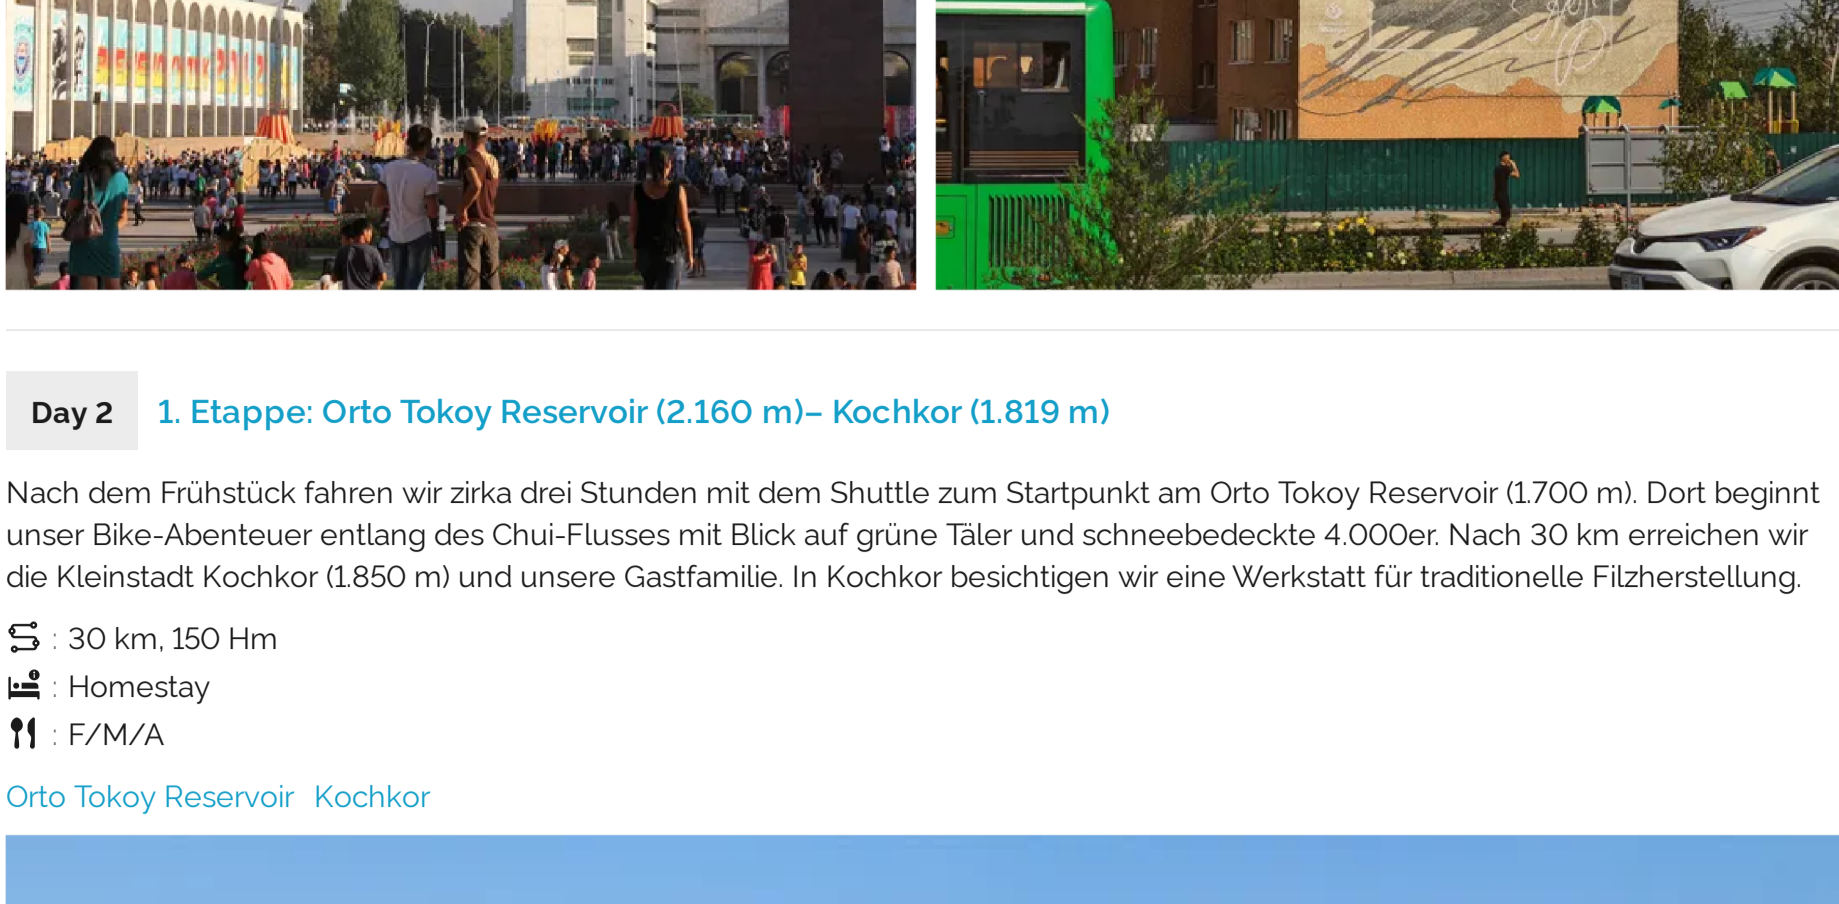 Day 2
1. Etappe: Orto Tokoy Reservoir (2.160 m)– Kochkor (1.819 m)
Nach dem Frühstück fahren wir zirka drei Stunden mit dem Shuttle zum Startpunkt am Orto Tokoy Reservoir (1.700 m). Dort beginnt
unser Bike-Abenteuer entlang des Chui-Flusses mit Blick auf grüne Täler und schneebedeckte 4.000er. Nach 30 km erreichen wir
die Kleinstadt Kochkor (1.850 m) und unsere Gastfamilie. In Kochkor besichtigen wir eine Werkstatt für traditionelle Filzherstellung.
: 30 km, 150 Hm
: Homestay
: F/M/A
Orto Tokoy Reservoir Kochkor